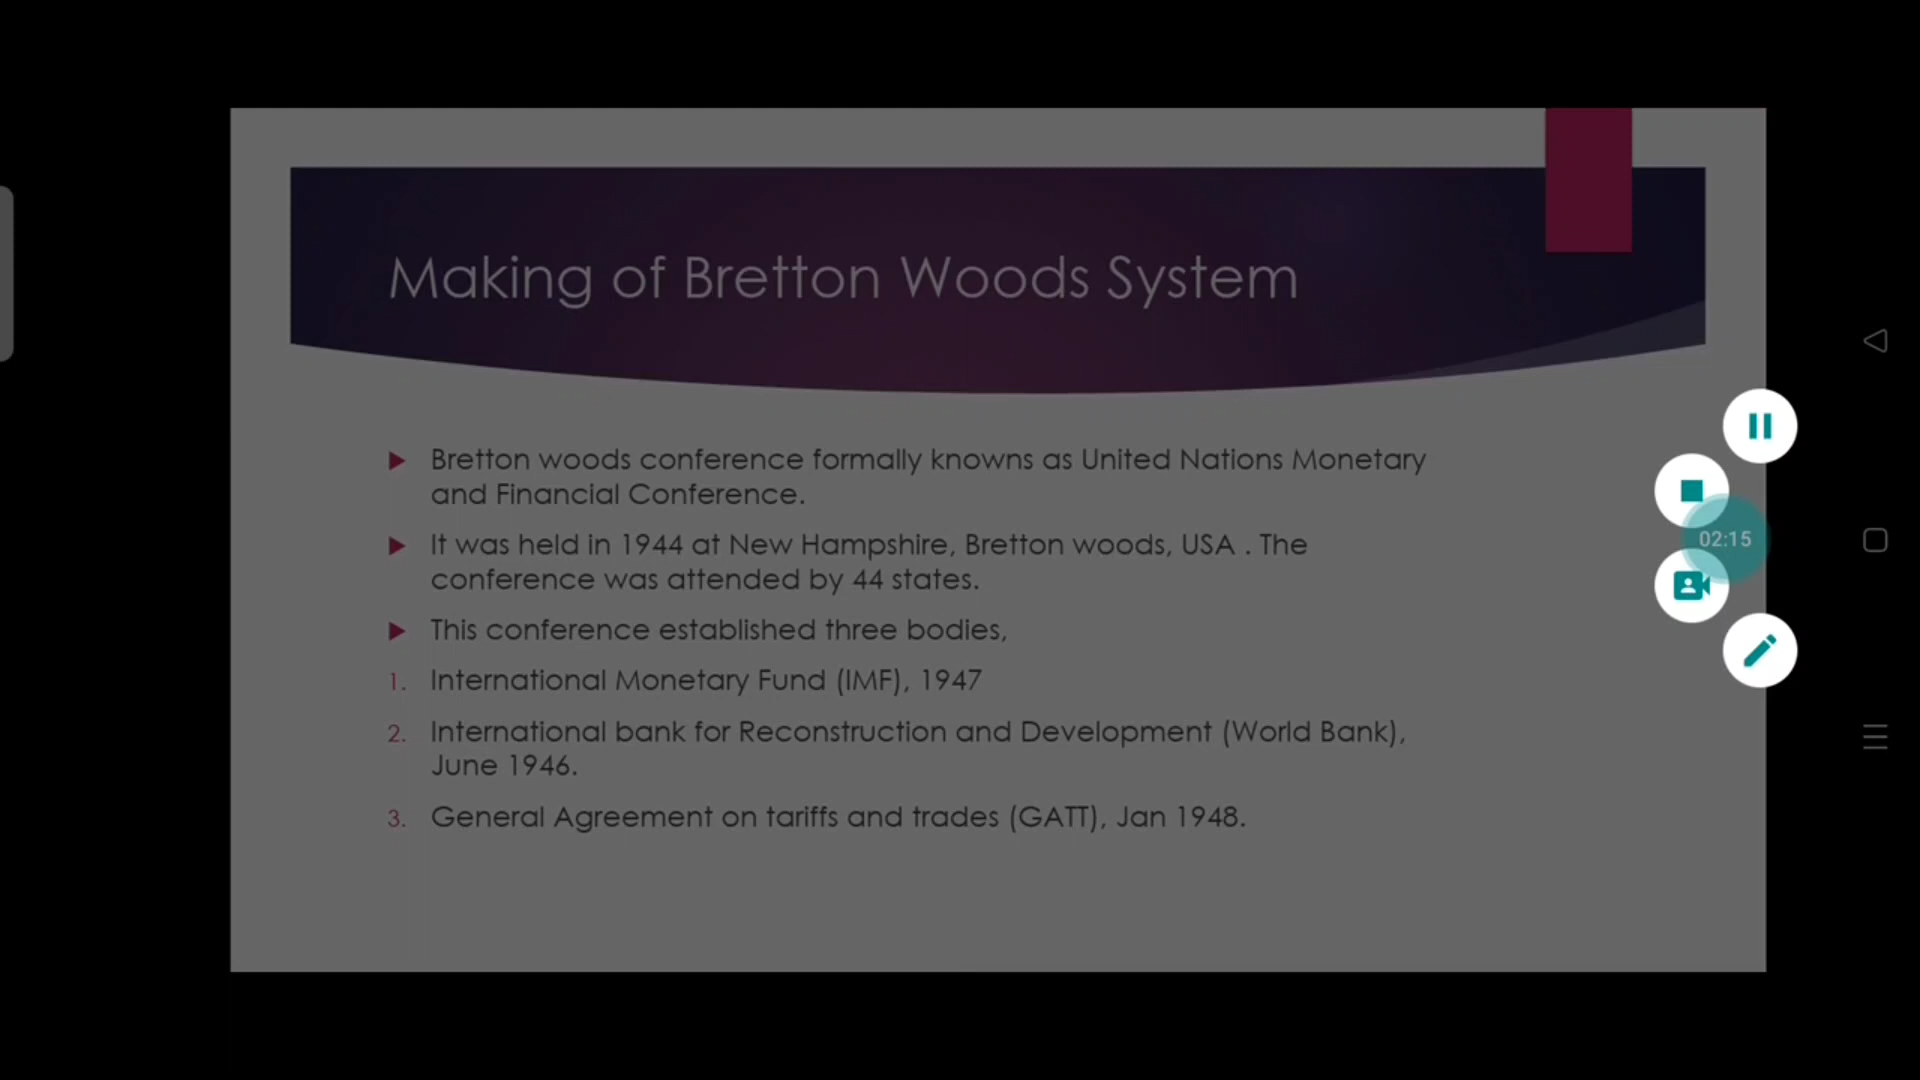 Making of Bretton Woods System
Bretton woods conference formally knowns as United Nations Monetary
and Financial Conference.
It was held in 1944 at New Hampshire, Bretton woods, USA . The
conference was attended by 44 states.
This conference established three bodies,
1. International Monetary Fund (IMF), 1947
2. International bank for Reconstruction and Development (World Bank),
June 1946.
3. General Agreement on tariffs and trades (GATT), Jan 1948.
02:15